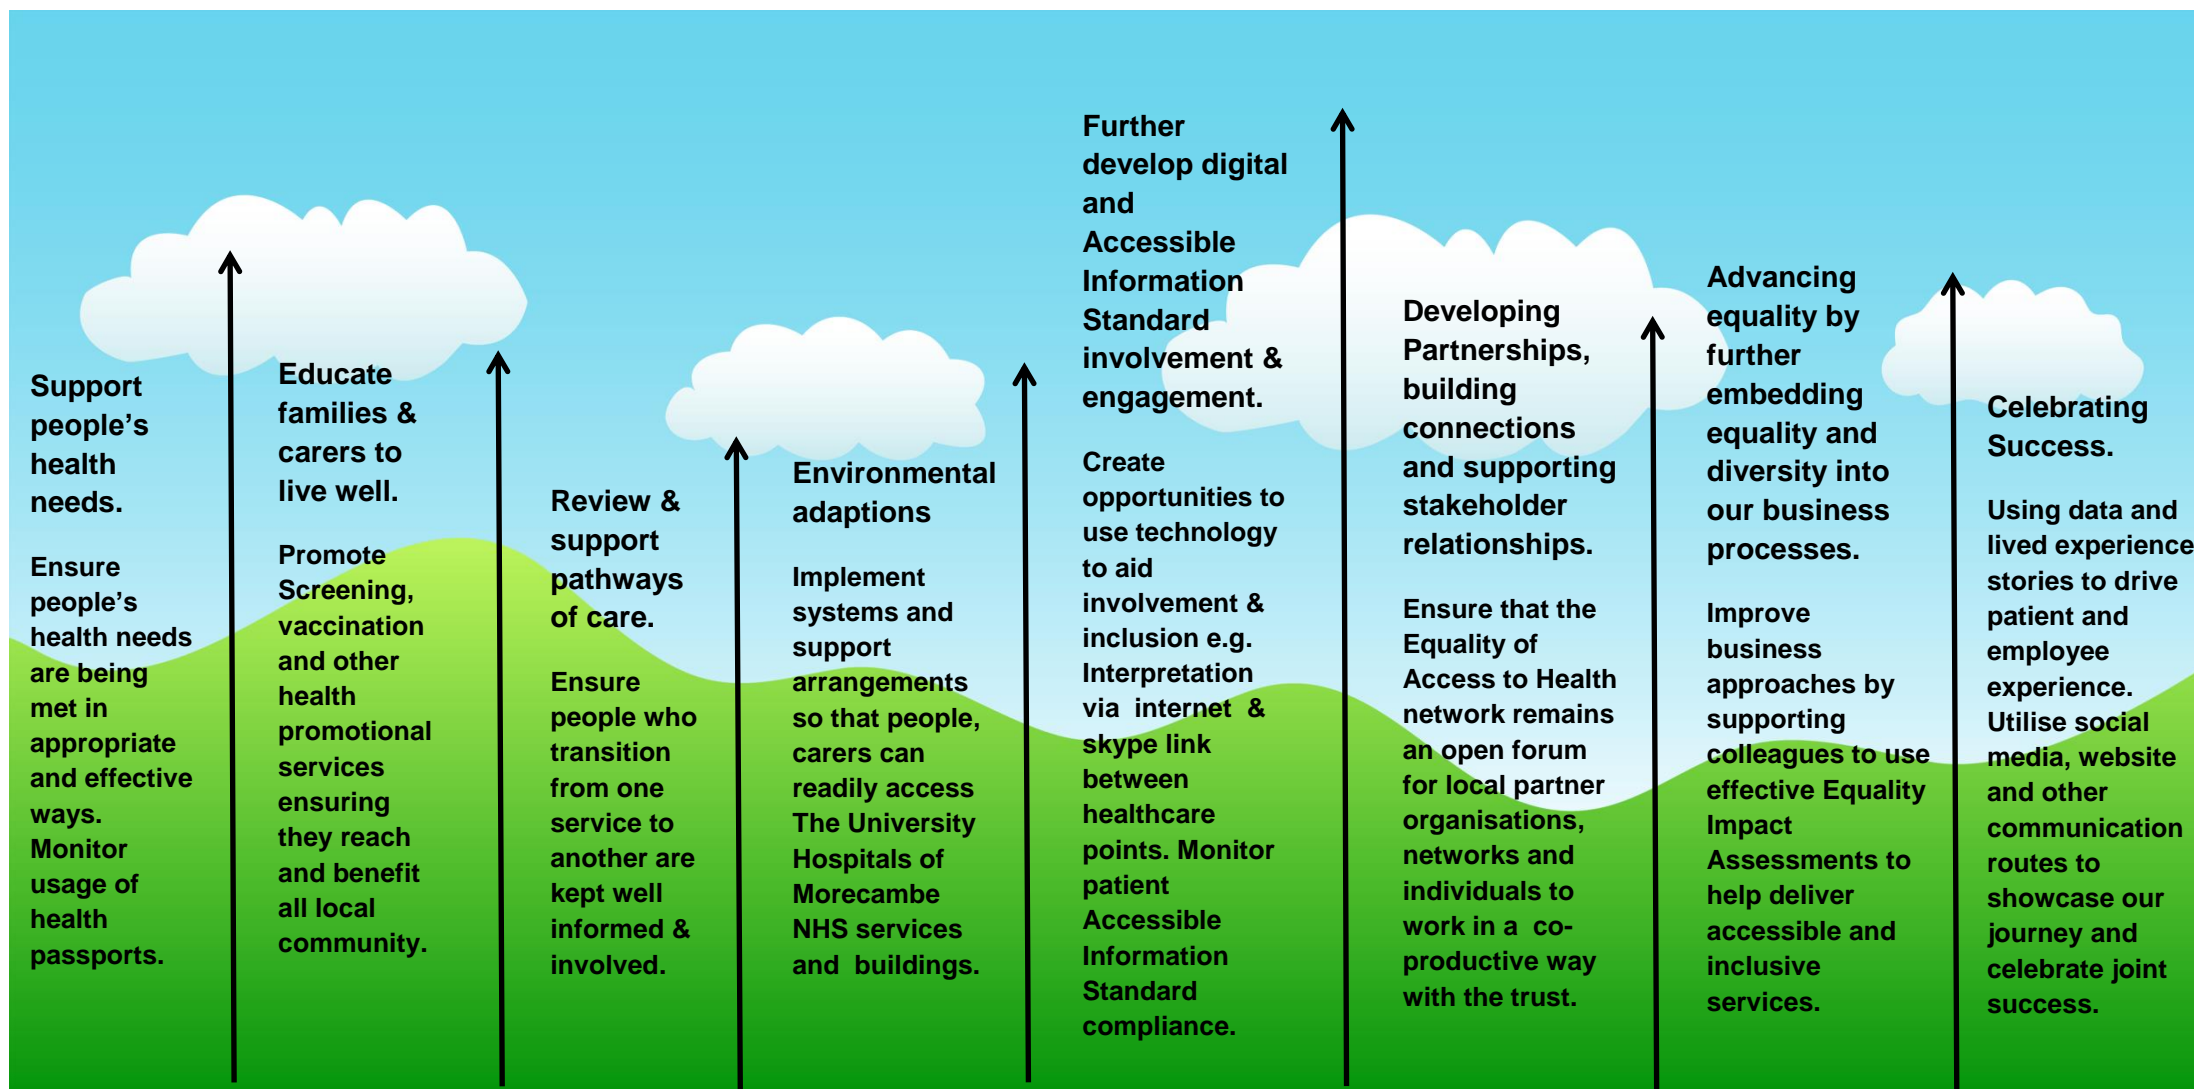 Support
people’s
health
needs.
Ensure
people’s
health needs
are being
met in
appropriate
and effective
ways.
Monitor
usage of
health
passports.
Educate
families &
carers to
live well.
Promote
Screening,
vaccination
and other
health
promotional
services
ensuring
they reach
and benefit
all local
community.
Review &
support
pathways
of care.
Ensure
people who
transition
from one
service to
another are
kept well
informed &
involved.
Environmental
adaptions
Implement
systems and
support
arrangements
so that people,
carers can
readily access
The University
Hospitals of
Morecambe
NHS services
and buildings.
Further
develop digital
and
Accessible
Information
Standard
involvement &
engagement.
Create
opportunities to
use technology
to aid
involvement &
inclusion e.g.
Interpretation
via internet &
skype link
between
healthcare
points. Monitor
patient
Accessible
Information
Standard
compliance.
Developing
Partnerships,
building
connections
and supporting
stakeholder
relationships.
Ensure that the
Equality of
Access to Health
network remains
an open forum
for local partner
organisations,
networks and
individuals to
work in a co-
productive way
with the trust.
Advancing
equality by
further
embedding
equality and
diversity into
our business
processes.
Improve
business
approaches by
supporting
colleagues to use
effective Equality
Impact
Assessments to
help deliver
accessible and
inclusive
services.
Celebrating
Success.
Using data and
lived experience
stories to drive
patient and
employee
experience.
Utilise social
media, website
and other
communication
routes to
showcase our
journey and
celebrate joint
success.